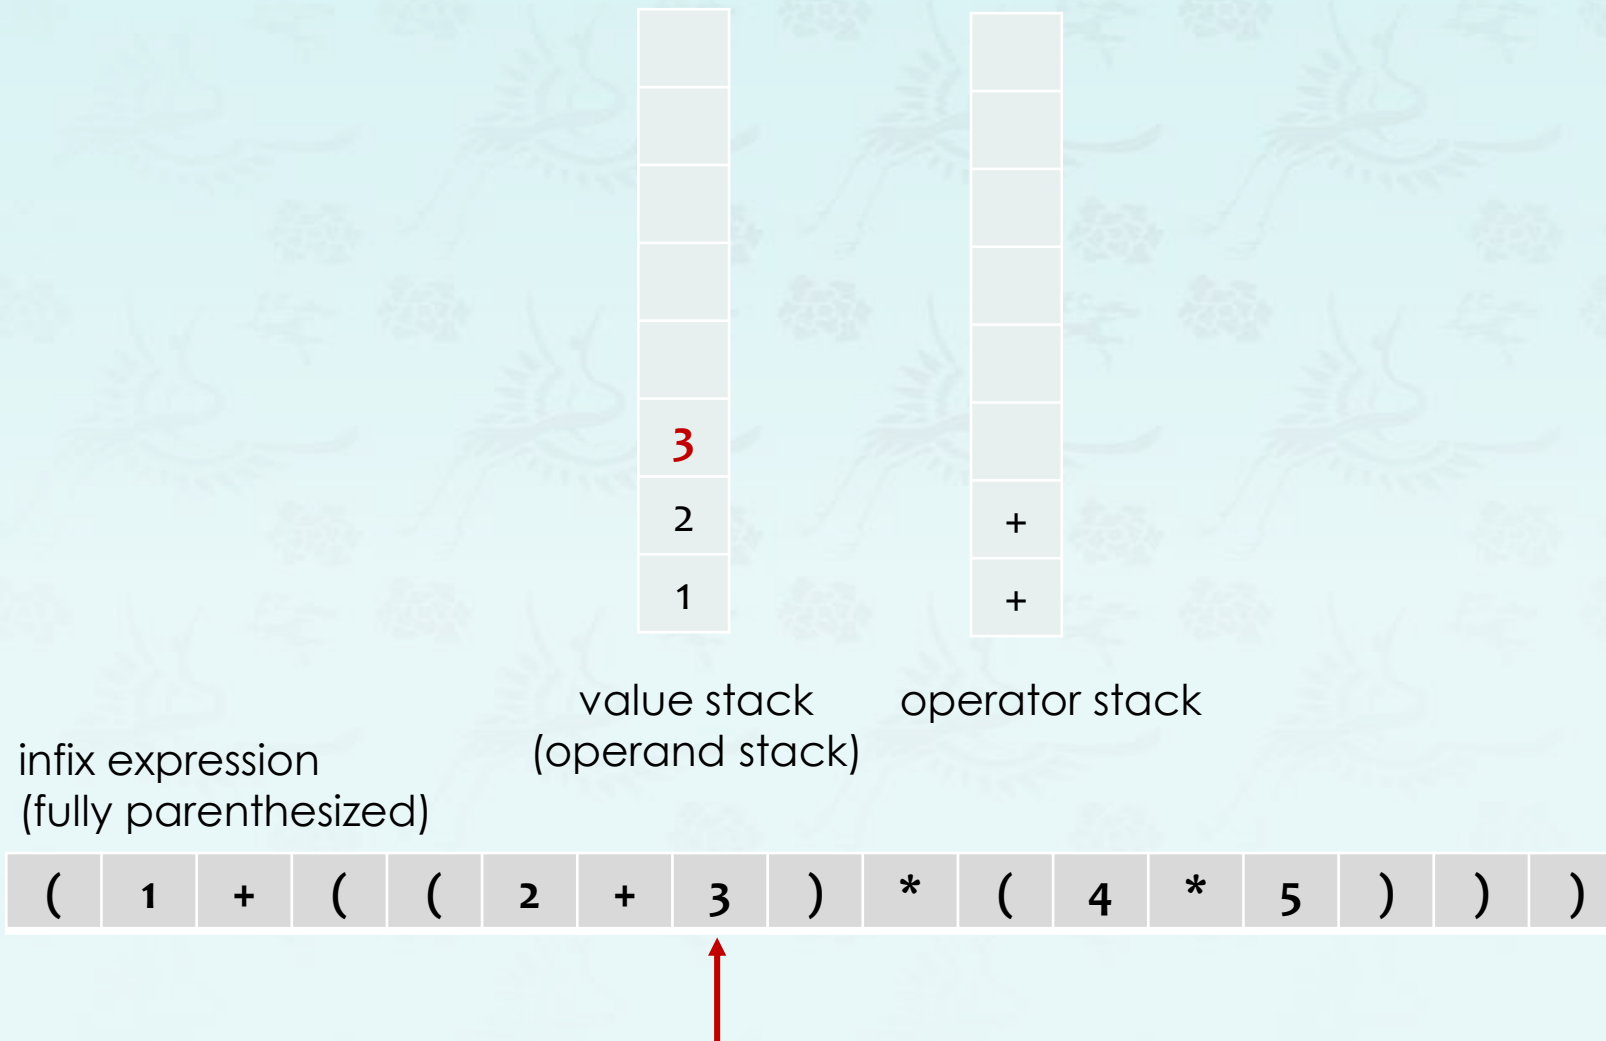 3
2 +
1 +
value stack operator stack
(operand stack)
infix expression
(fully parenthesized)
( 1 + ( ( 2 + 3 ) * ( 4 * 5 ) ) )